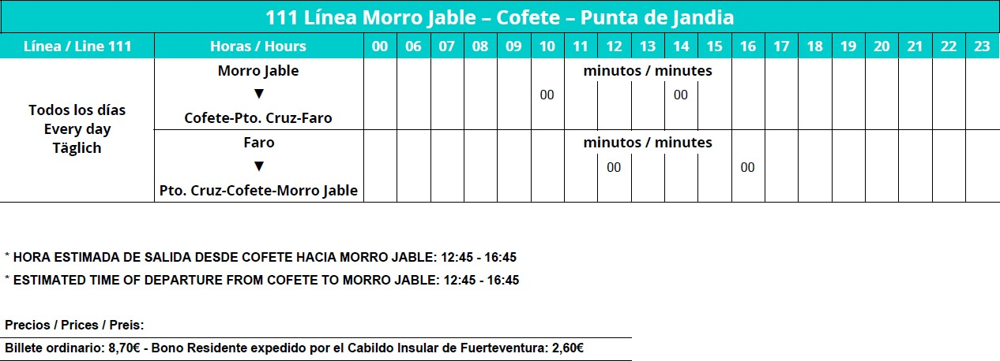 111 Línea Morro Jable – Cofete – Punta de Jandia
Línea / Line 111 Horas / Hours 00 06 07 08 09 10 11 12 13 14 15 16 17 18 19 20 21 22 23
Todos los días
Every day
Täglich
Morro Jable
▼
Cofete-Pto. Cruz-Faro
minutos / minutes
00 00
Faro
▼
Pto. Cruz-Cofete-Morro Jable
minutos / minutes
00 00
* HORA ESTIMADA DE SALIDA DESDE COFETE HACIA MORRO JABLE: 12:45 - 16:45
* ESTIMATED TIME OF DEPARTURE FROM COFETE TO MORRO JABLE: 12:45 - 16:45
Precios / Prices / Preis:
Billete ordinario: 8,70€ - Bono Residente expedido por el Cabildo Insular de Fuerteventura: 2,60€